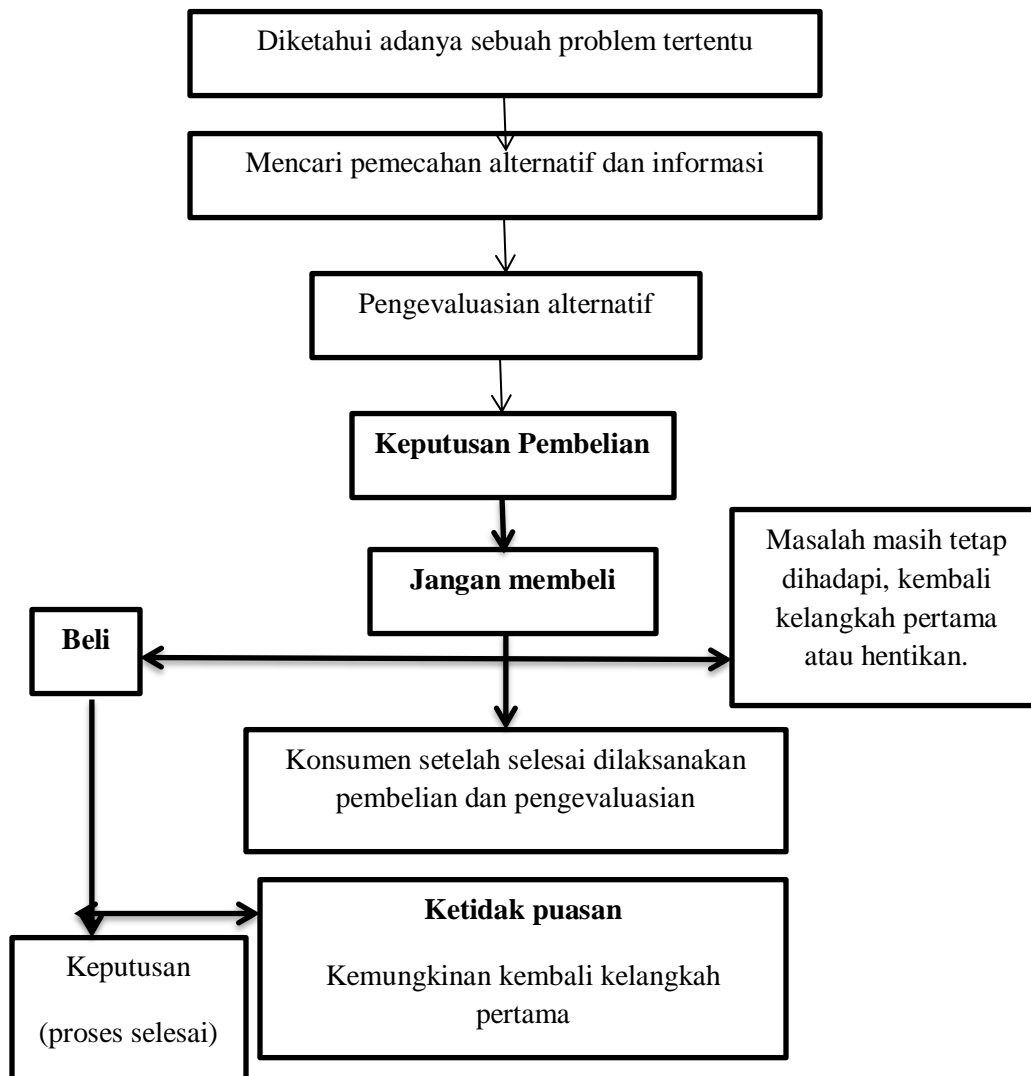 Diketahui adanya sebuah problem tertentu
Mencari pemecahan alternatif dan informasi
Pengevaluasian alternatif
Keputusan Pembelian
Jangan membeli
Masalah masih tetap
dihadapi, kembali
kelangkah pertama
atau hentikan.
Beli
Konsumen setelah selesai dilaksanakan
pembelian dan pengevaluasian
Ketidak puasan
Kemungkinan kembali kelangkah
pertama
Keputusan
(proses selesai)